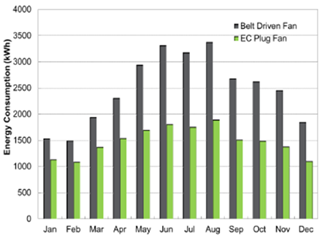 4000
3500
3000
2500
2000
1500
1000
500
0
Energy Consumption (kWh)
Belt Driven Fan
EC Plug Fan
Jan Feb Mar Apr May Jun Jul Aug Sep Oct Nov Dec